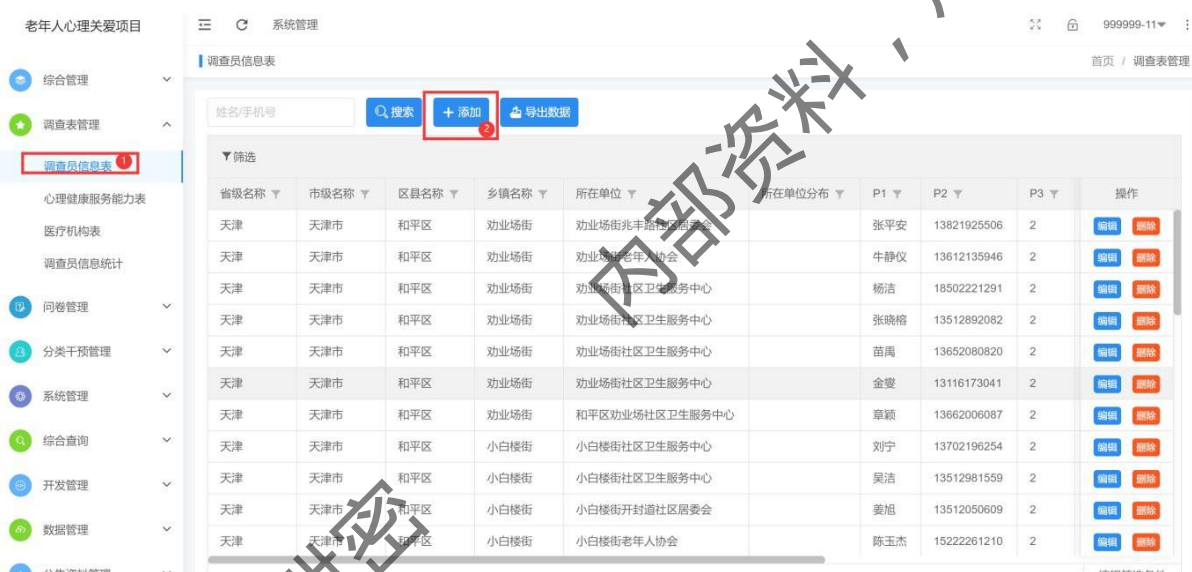 老年人心理关爱项目
系统管理
999999-11
调查员信息表
首页 / 调查表管理
综合管理
调查表管理
调查员信息表 1
心理健康服务能力表
医疗机构表
调查员信息统计
问卷管理
分类干预管理
系统管理
综合查询
开发管理
数据管理
姓名/手机号 搜索 + 添加 2 导出数据
筛选
省级名称 市级名称 区县名称 乡镇名称 所在单位 所在单位分布 P1 P2 P3 操作
天津 天津市 和平区 劝业场街 劝业场街兆丰路社区居委会 张平安 13821925506 2 编辑 删除
天津 天津市 和平区 劝业场街 劝业场街老年人协会 牛静仪 13612135946 2 编辑 删除
天津 天津市 和平区 劝业场街 劝业场街社区卫生服务中心 杨洁 18502221291 2 编辑 删除
天津 天津市 和平区 劝业场街 劝业场街社区卫生服务中心 张晓榕 13512892082 2 编辑 删除
天津 天津市 和平区 劝业场街 劝业场街社区卫生服务中心 苗禹 13652080820 2 编辑 删除
天津 天津市 和平区 劝业场街 劝业场街社区卫生服务中心 金燮 13116173041 2 编辑 删除
天津 天津市 和平区 劝业场街 和平区劝业场社区卫生服务中心 章颖 13662006087 2 编辑 删除
天津 天津市 和平区 小白楼街 小白楼街社区卫生服务中心 刘宁 13702196254 2 编辑 删除
天津 天津市 和平区 小白楼街 小白楼街社区卫生服务中心 吴洁 13512981559 2 编辑 删除
天津 天津市 和平区 小白楼街 小白楼街开封道社区居委会 姜旭 13512050609 2 编辑 删除
天津 天津市 和平区 小白楼街 小白楼街老年人协会 陈玉杰 15222261210 2 编辑 删除
内部资料，
泄密